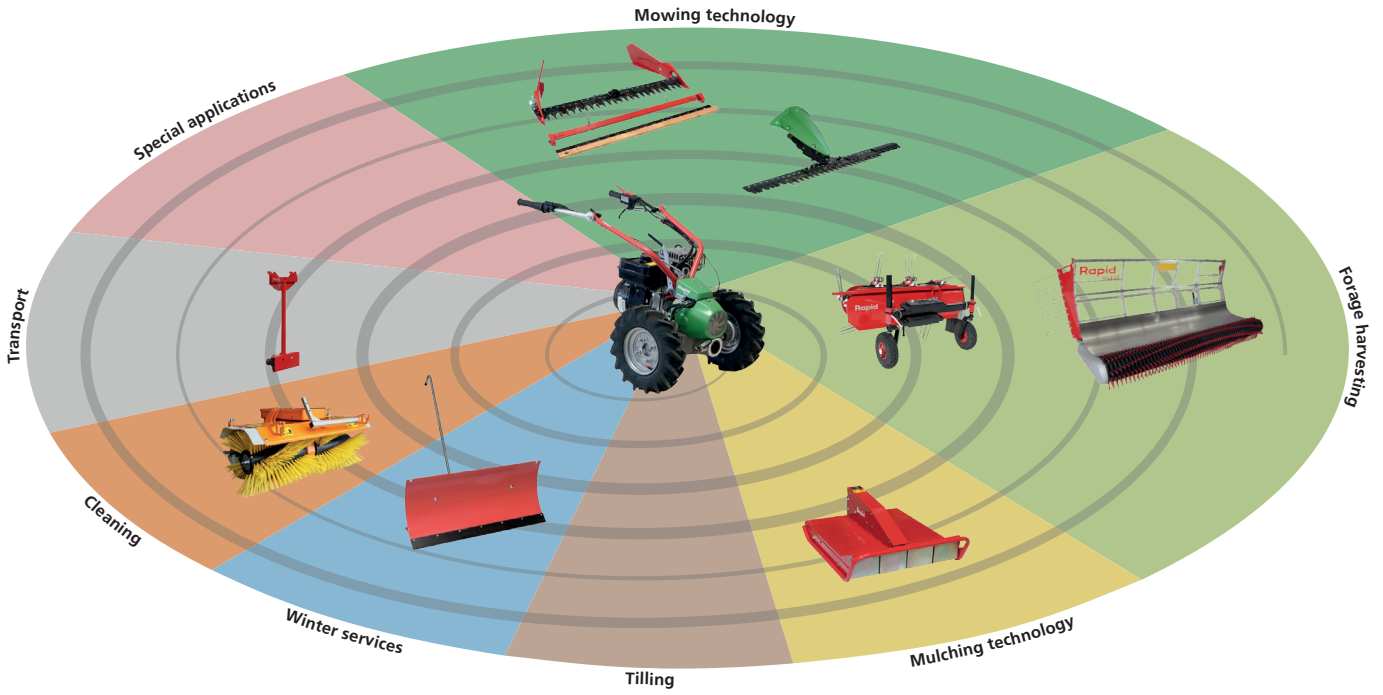 Mowing technology
Special applications
Forage harvesting
Transport
Cleaning
Winter services
Tilling
Mulching technology
Rapid
Rapid